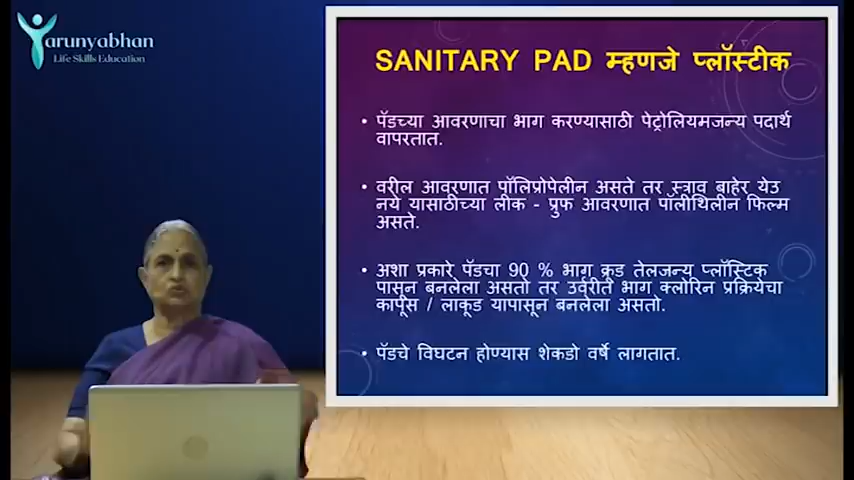 Tarunyabhan
Life Skills Education
SANITARY PAD म्हणजे प्लॉस्टीक
• पॅडच्या आवरणाचा भाग करण्यासाठी पेट्रोलियमजन्य पदार्थ
वापरतात.
• वरील आवरणात पॉलिप्रोपेलीन असते तर स्त्राव बाहेर येउ
नये यासाठीच्या लीक - प्रुफ आवरणात पॉलीथिलीन फिल्म
असते.
• अशा प्रकारे पॅडचा 90 % भाग क्रुड तेलजन्य प्लॉस्टिक
पासून बनलेला असतो तर उर्वरीत भाग क्लोरिन प्रक्रियेचा
कापूस / लाकूड यापासून बनलेला असतो.
• पॅडचे विघटन होण्यास शेकडो वर्षे लागतात.